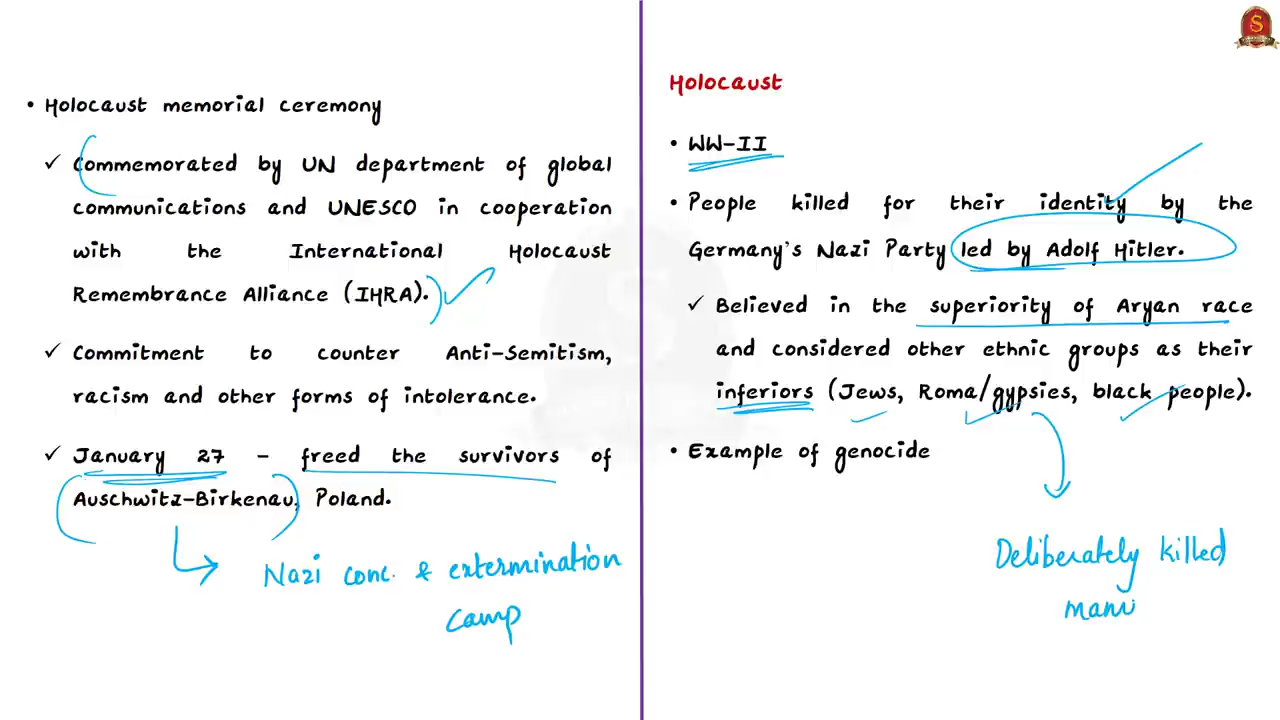 • Holocaust memorial ceremony
✓ Commemorated by UN department of global
communications and UNESCO in cooperation
with the International Holocaust
Remembrance Alliance (IHRA).
✓ Commitment to counter Anti-Semitism,
racism and other forms of intolerance.
✓ January 27 - freed the survivors of
Auschwitz-Birkenau, Poland.
Nazi conc. & extermination
camp
Holocaust
• WW-II
• People killed for their identity by the
Germany's Nazi Party led by Adolf Hitler.
✓ Believed in the superiority of Aryan race
and considered other ethnic groups as their
inferiors (Jews, Roma/gypsies, black people).
• Example of genocide
Deliberately killed